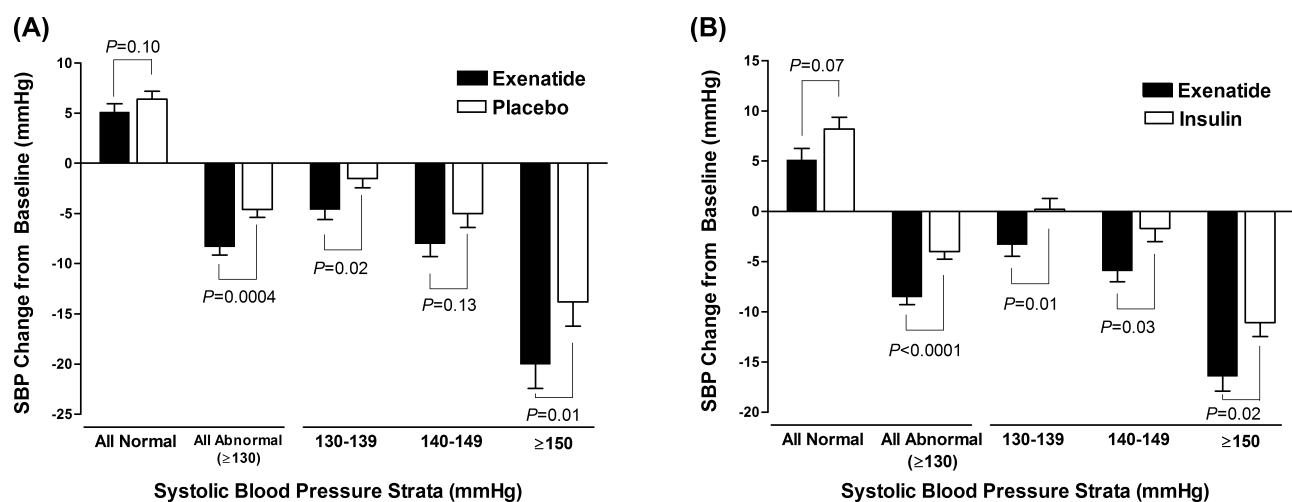 (A)
P=0.10
Exenatide
Placebo
SBP Change from Baseline (mmHg)
10
5
0
-5
-10
-15
-20
-25
P=0.0004
P=0.02
P=0.13
P=0.01
All Normal
All Abnormal
(≥130)
130-139
140-149
≥150
Systolic Blood Pressure Strata (mmHg)
(B)
P=0.07
Exenatide
Insulin
SBP Change from Baseline (mmHg)
15
10
5
0
-5
-10
-15
-20
P<0.0001
P=0.01
P=0.03
P=0.02
All Normal
All Abnormal
(≥130)
130-139
140-149
≥150
Systolic Blood Pressure Strata (mmHg)